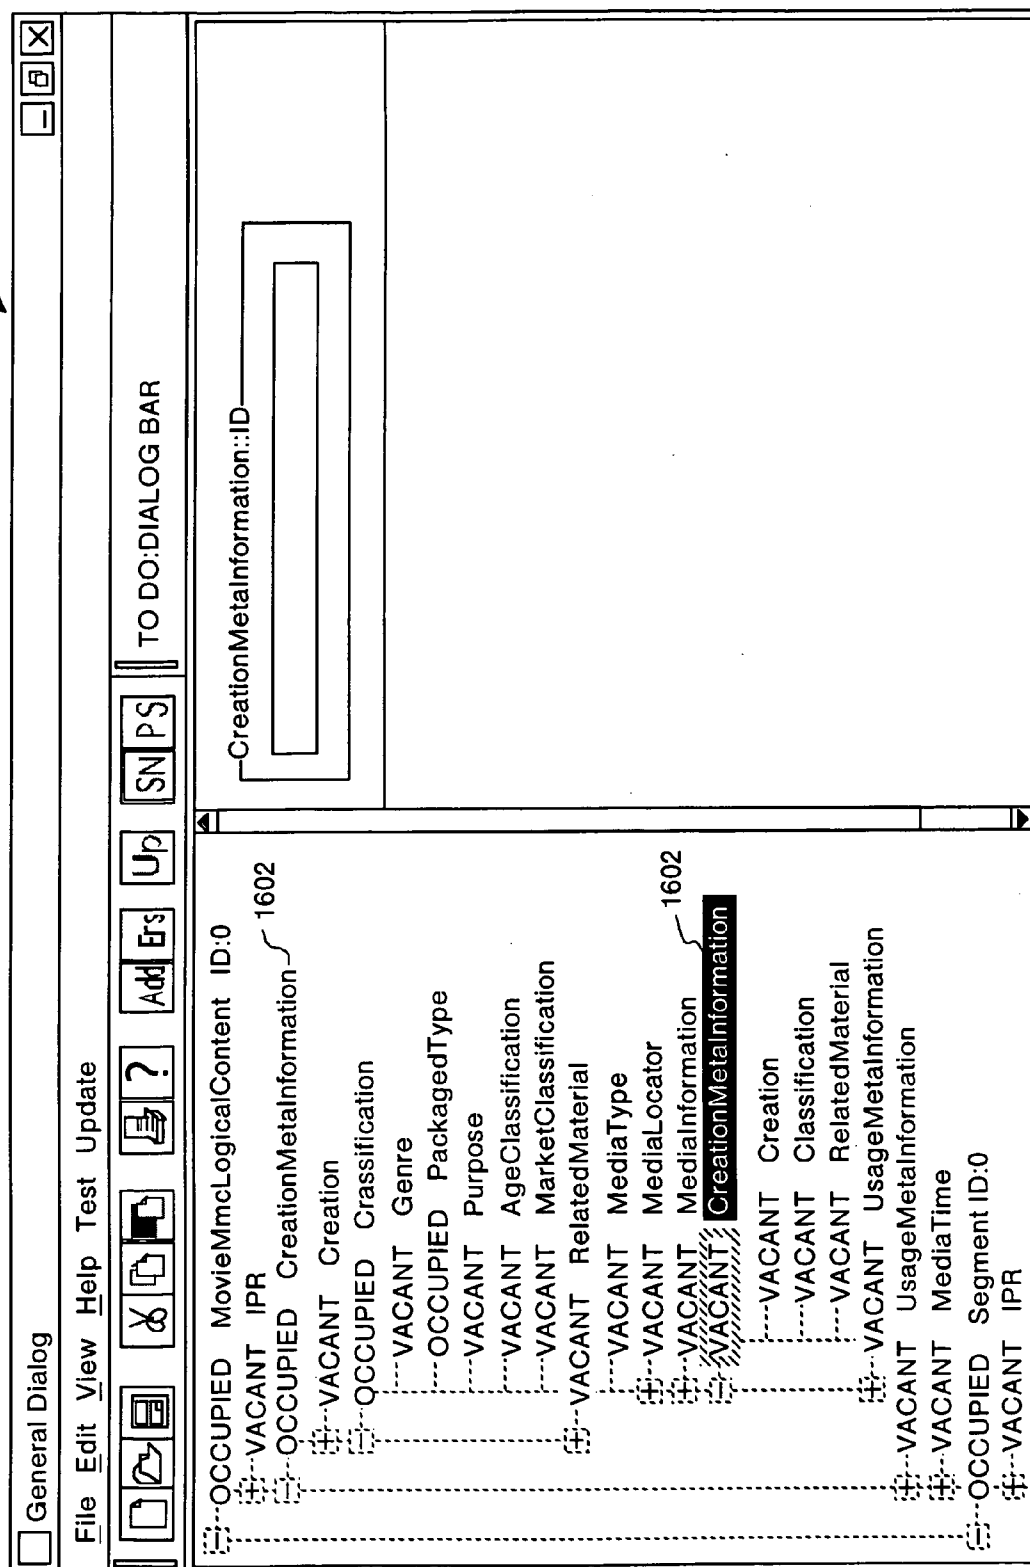 General Dialog
File Edit View Help Test Update
? Add Ers Up SN PS TO DO:DIALOG BAR
OCCUPIED MovieMmcLogicalContent ID:0
VACANT IPR
OCCUPIED CreationMetaInformation 1602
VACANT Creation
OCCUPIED Crassification
VACANT Genre
OCCUPIED PackagedType
VACANT Purpose
VACANT AgeClassification
VACANT MarketClassification
VACANT RelatedMaterial
VACANT MediaType
VACANT MediaLocator
VACANT MediaInformation 1602
VACANT CreationMetaInformation
VACANT Creation
VACANT Classification
VACANT RelatedMaterial
VACANT UsageMetaInformation
VACANT UsageMetaInformation
VACANT MediaTime
OCCUPIED Segment ID:0
VACANT IPR
CreationMetaInformation::ID